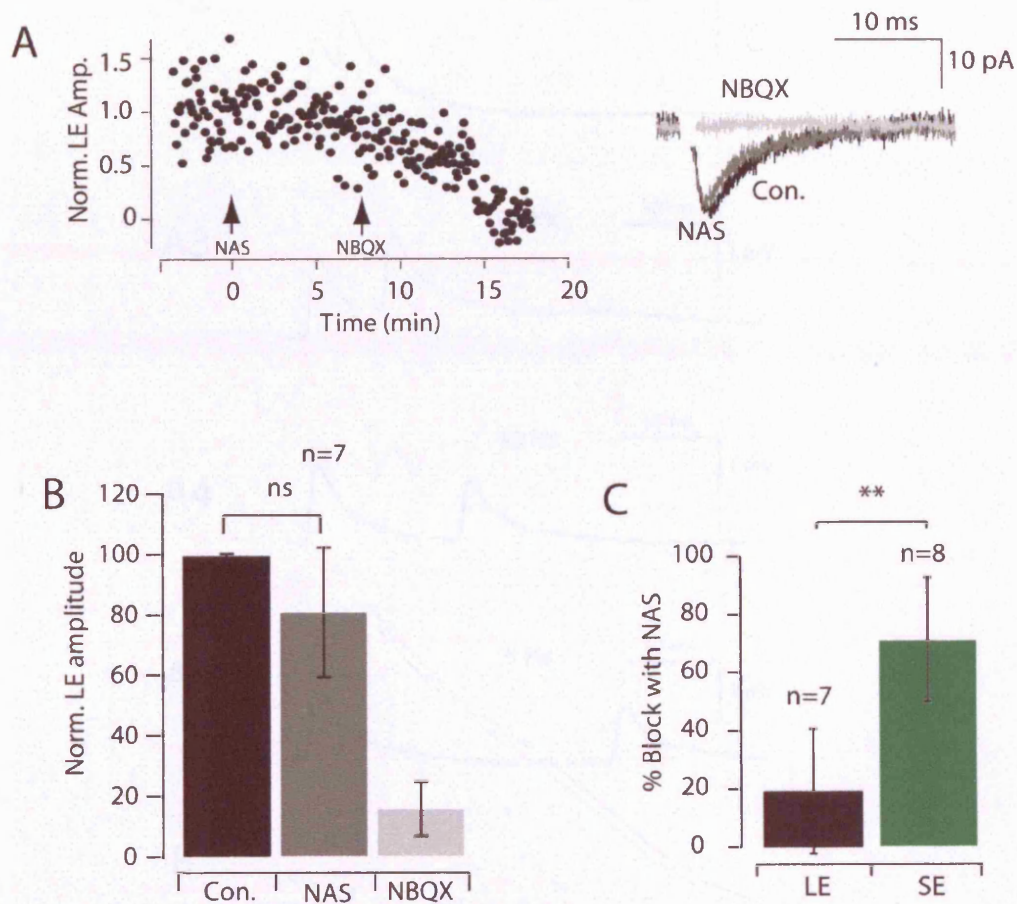 A
Norm. LE Amp.
1.5
1.0
0.5
0
NAS
NBQX
0
5
10
15
20
Time (min)
10 ms
10 pA
NBQX
Con.
NAS
B
n=7
ns
Norm. LE amplitude
120
100
80
60
40
20
0
Con.
NAS
NBQX
C
**
% Block with NAS
100
80
60
40
20
0
n=7
n=8
LE
SE